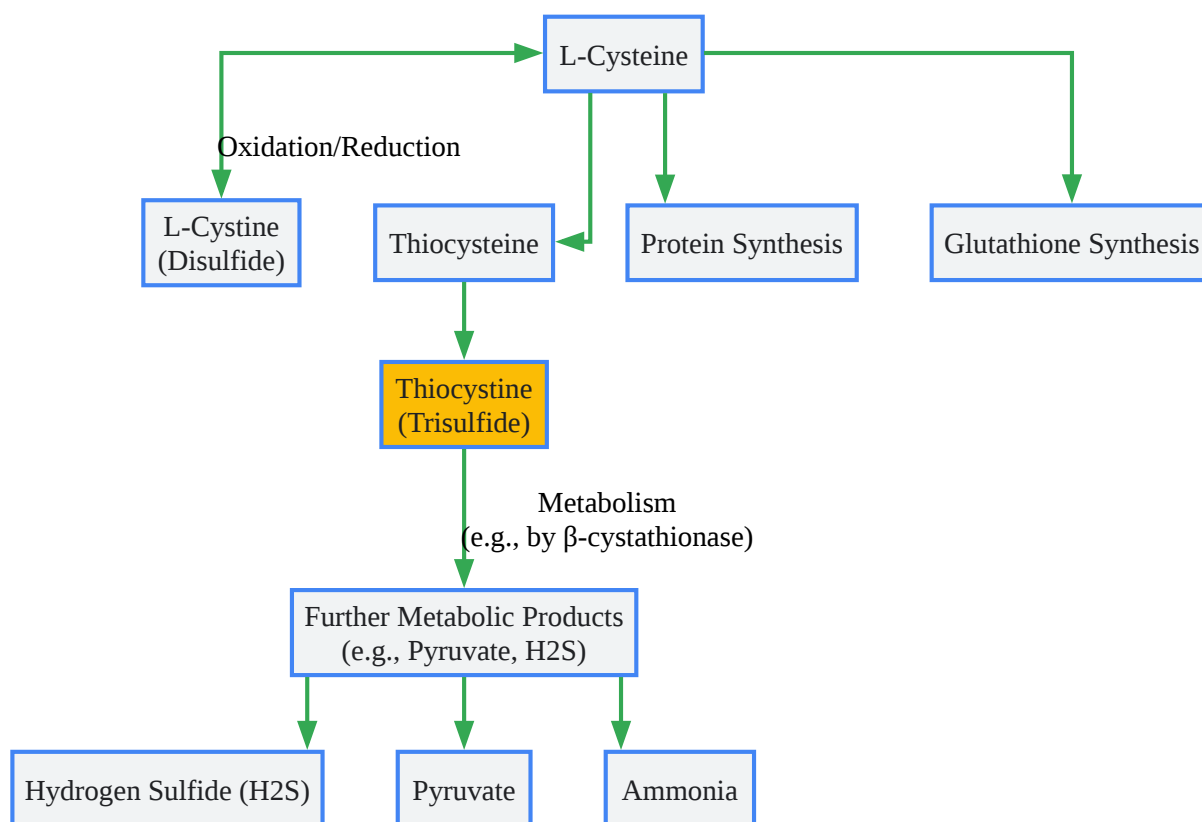 L-Cysteine
Oxidation/Reduction
L-Cystine
(Disulfide)
Thiocysteine
Protein Synthesis
Glutathione Synthesis
Thiocystine
(Trisulfide)
Metabolism
(e.g., by β-cystathionase)
Further Metabolic Products
(e.g., Pyruvate, H2S)
Hydrogen Sulfide (H2S)
Pyruvate
Ammonia